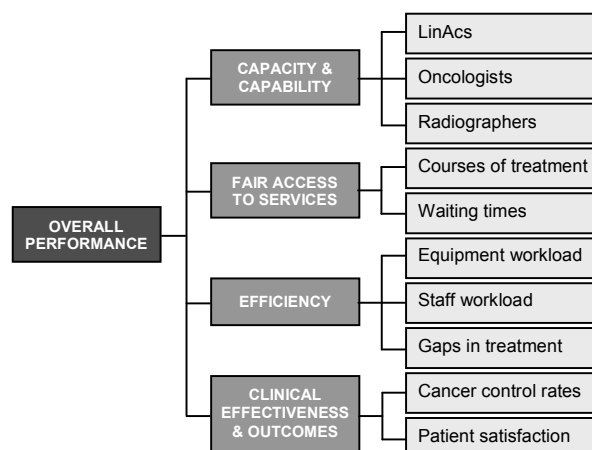 OVERALL
PERFORMANCE
CAPACITY &
CAPABILITY
LinAcs
Oncologists
Radiographers
FAIR ACCESS
TO SERVICES
Courses of treatment
Waiting times
EFFICIENCY
Equipment workload
Staff workload
Gaps in treatment
CLINICAL
EFFECTIVENESS
& OUTCOMES
Cancer control rates
Patient satisfaction